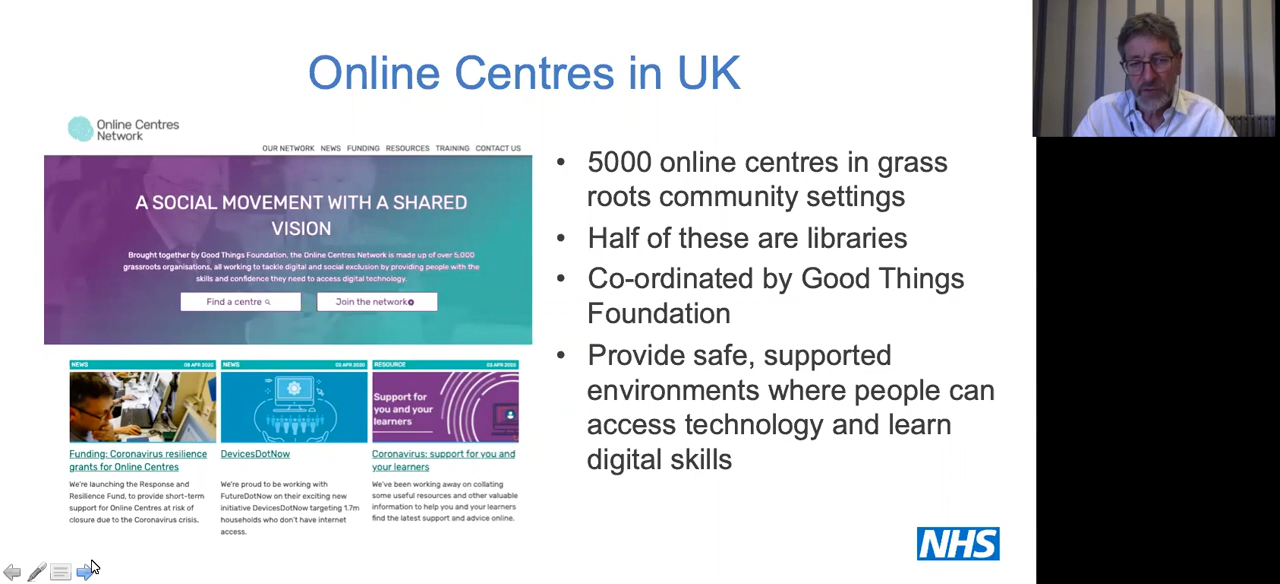 Online Centres in UK
Online Centres
Network
OUR NETWORK NEWS FUNDING RESOURCES TRAINING CONTACT US
A SOCIAL MOVEMENT WITH A SHARED
VISION
Brought together by Good Things Foundation, the Online Centres Network is made up of over 5,000
grassroots organisations, all working to tackle digital and social exclusion by providing people with the
skills and confidence they need to access digital technology.
Find a centre
Join the network
NEWS 08 APR 2020
Funding: Coronavirus resilience
grants for Online Centres
We're launching the Response and
Resilience Fund, to provide short-term
support for Online Centres at risk of
closure due to the Coronavirus crisis.
NEWS 02 APR 2020
DevicesDotNow
We're proud to be working with
FutureDotNow on their exciting new
initiative DevicesDotNow targeting 1.7m
households who don't have internet
access.
RESOURCE 03 APR 2020
Support for
you and your
learners
Coronavirus: support for you and
your learners
We've been working away on collating
some useful resources and other valuable
information to help you and your learners
find the latest support and advice online.
• 5000 online centres in grass
roots community settings
• Half of these are libraries
• Co-ordinated by Good Things
Foundation
• Provide safe, supported
environments where people can
access technology and learn
digital skills
NHS